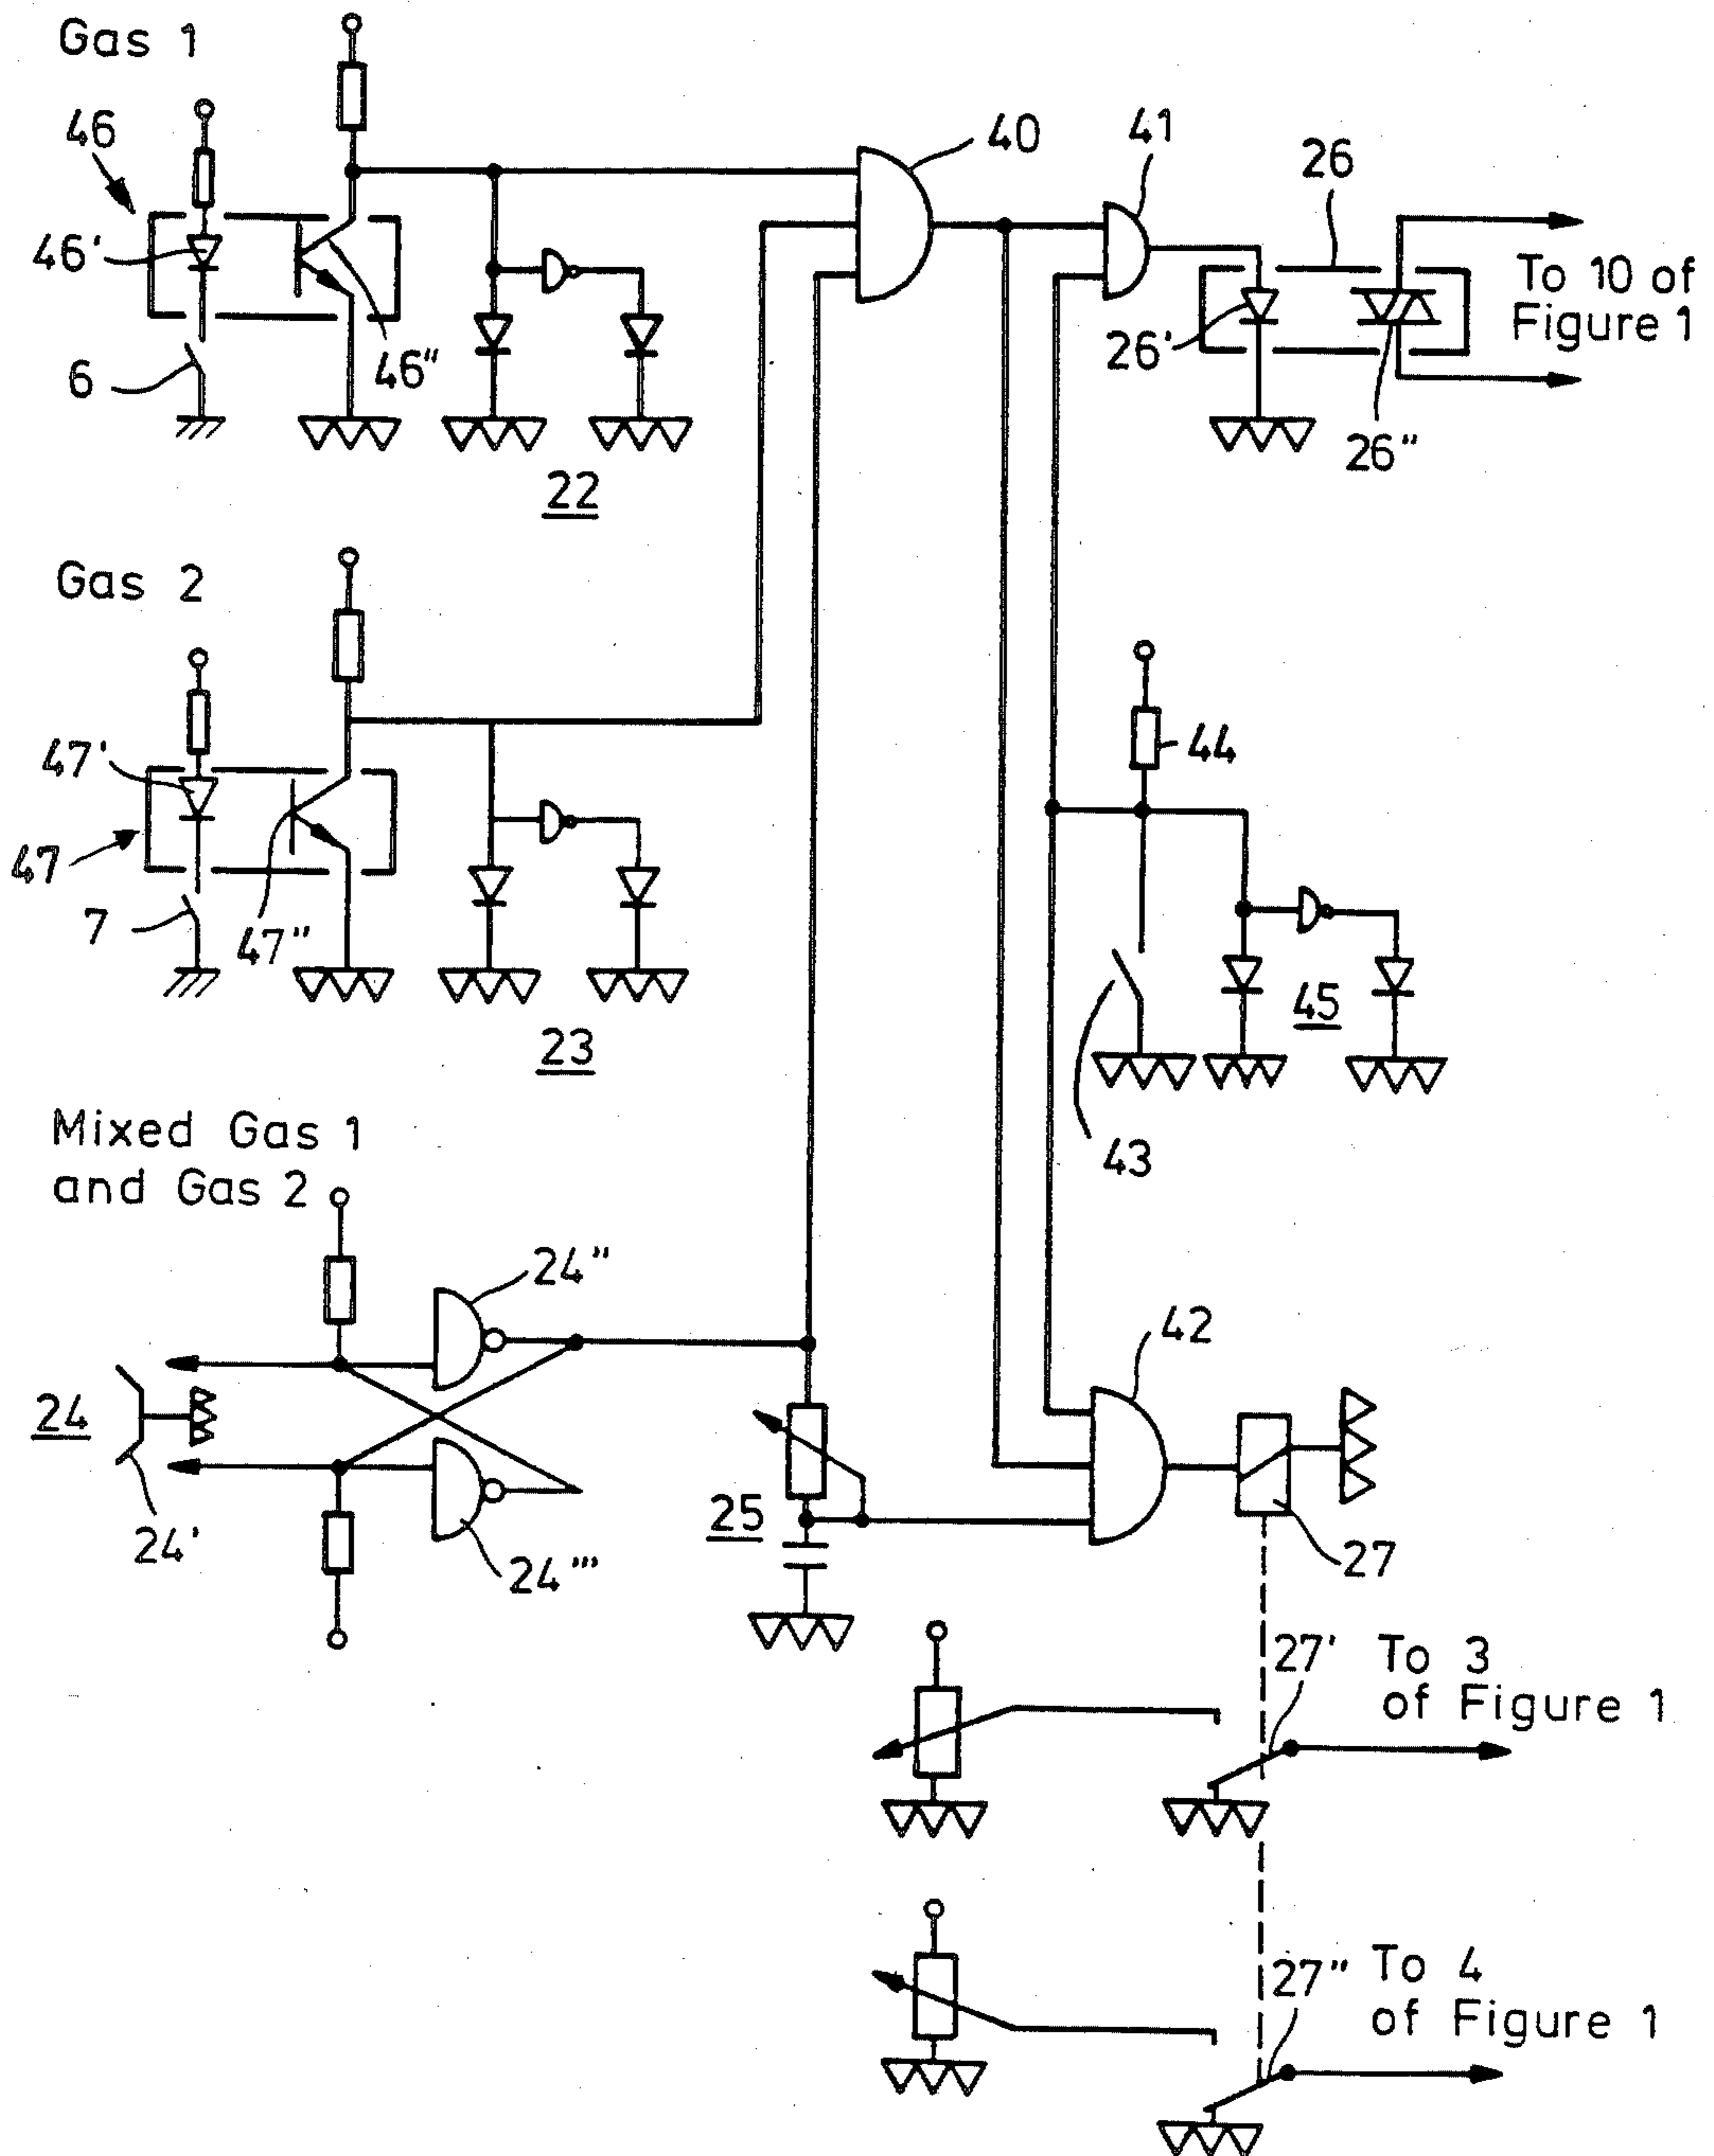 Gas 1
46
46'
6
46"
22
40
41
26
26'
26"
To 10 of
Figure 1
Gas 2
47'
47
7
47"
23
44
45
43
Mixed Gas 1
and Gas 2
24"
24
24'
24'''
25
42
27
27'
To 3
of Figure 1
27"
To 4
of Figure 1